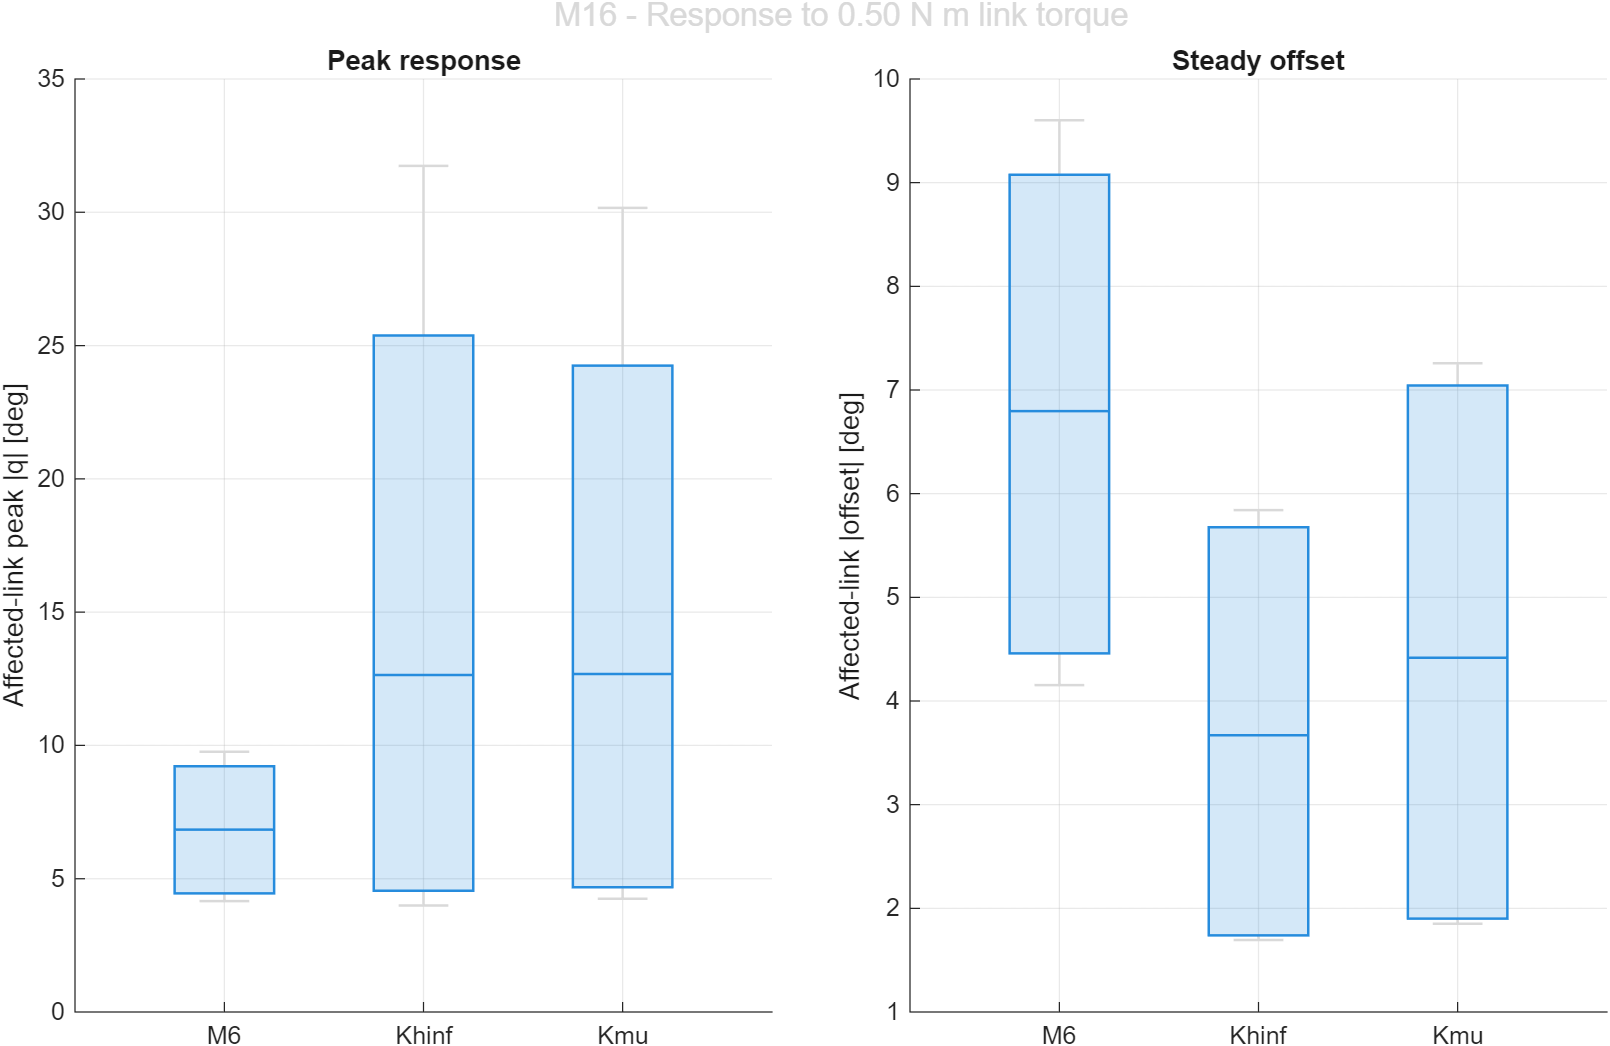 M16 - Response to 0.50 N m link torque
Peak response
Affected-link peak |q| [deg]
35
30
25
20
15
10
5
0
M6 Khinf Kmu
Steady offset
Affected-link |offset| [deg]
10
9
8
7
6
5
4
3
2
1
M6 Khinf Kmu